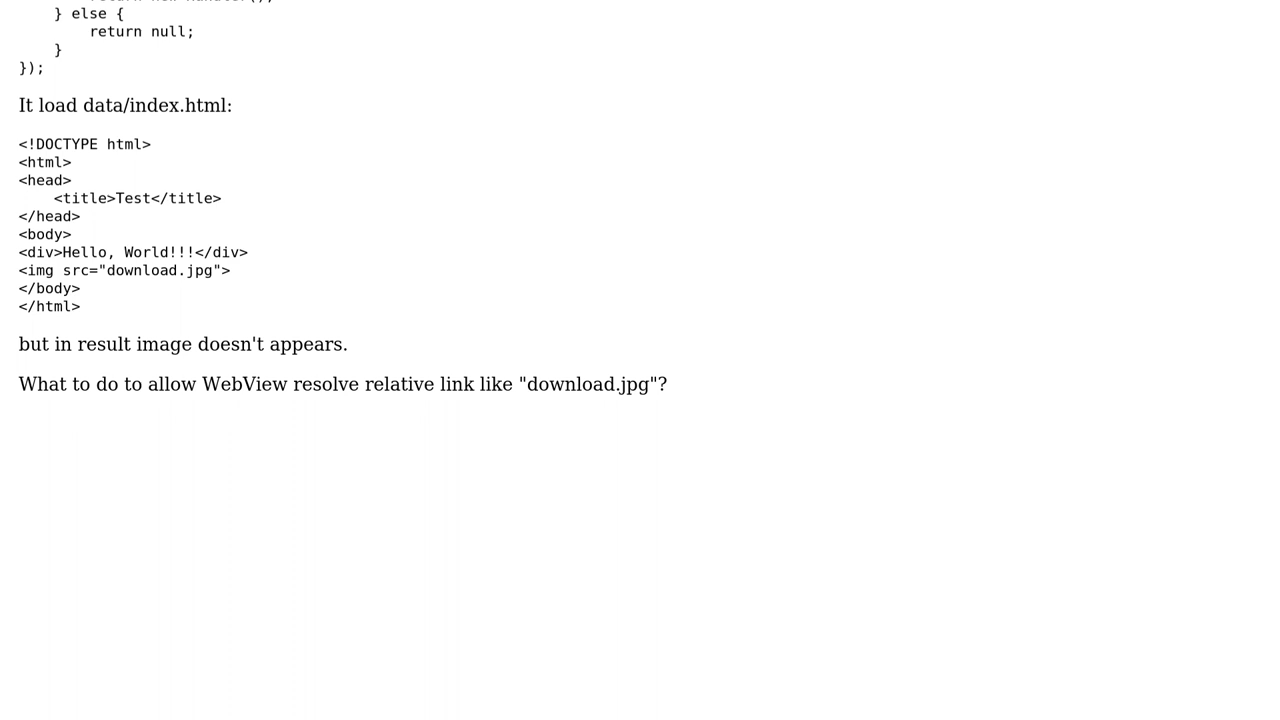 } else {
        return null;
    }
});
It load data/index.html:
<!DOCTYPE html>
<html>
<head>
    <title>Test</title>
</head>
<body>
<div>Hello, World!!!</div>
<img src="download.jpg">
</body>
</html>
but in result image doesn't appears.
What to do to allow WebView resolve relative link like "download.jpg"?